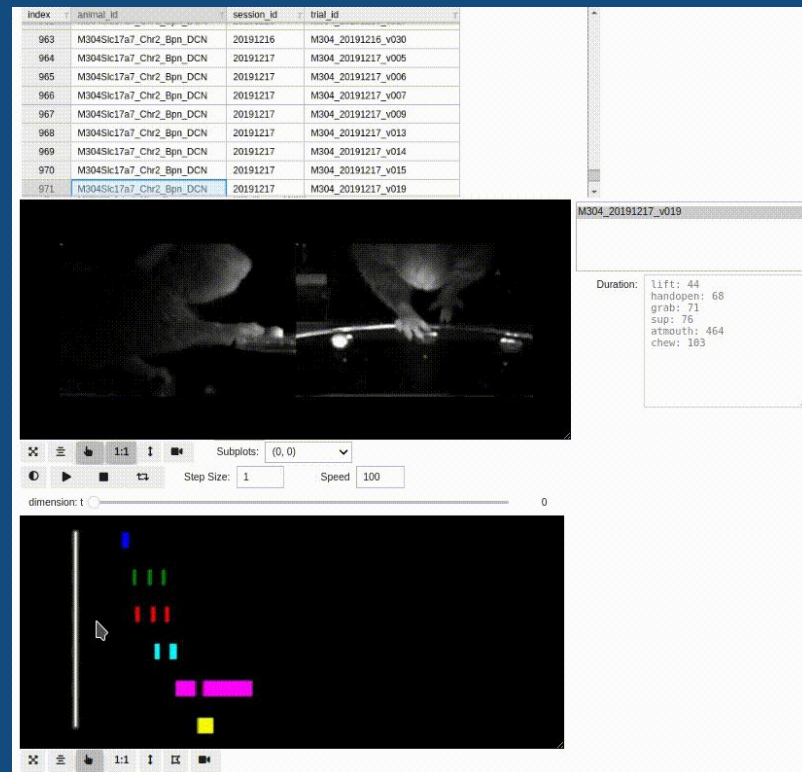 index animal_id session_id trial_id
963 M304Slc17a7_Chr2_Bpn_DCN 20191216 M304_20191216_v030
964 M304Slc17a7_Chr2_Bpn_DCN 20191217 M304_20191217_v005
965 M304Slc17a7_Chr2_Bpn_DCN 20191217 M304_20191217_v006
966 M304Slc17a7_Chr2_Bpn_DCN 20191217 M304_20191217_v007
967 M304Slc17a7_Chr2_Bpn_DCN 20191217 M304_20191217_v009
968 M304Slc17a7_Chr2_Bpn_DCN 20191217 M304_20191217_v013
969 M304Slc17a7_Chr2_Bpn_DCN 20191217 M304_20191217_v014
970 M304Slc17a7_Chr2_Bpn_DCN 20191217 M304_20191217_v015
971 M304Slc17a7_Chr2_Bpn_DCN 20191217 M304_20191217_v019
M304_20191217_v019
Duration:
lift: 44
handopen: 68
grab: 71
sup: 76
atmouth: 464
chew: 103
1:1 Subplots: (0, 0)
Step Size: 1 Speed 100
dimension: t 0
1:1